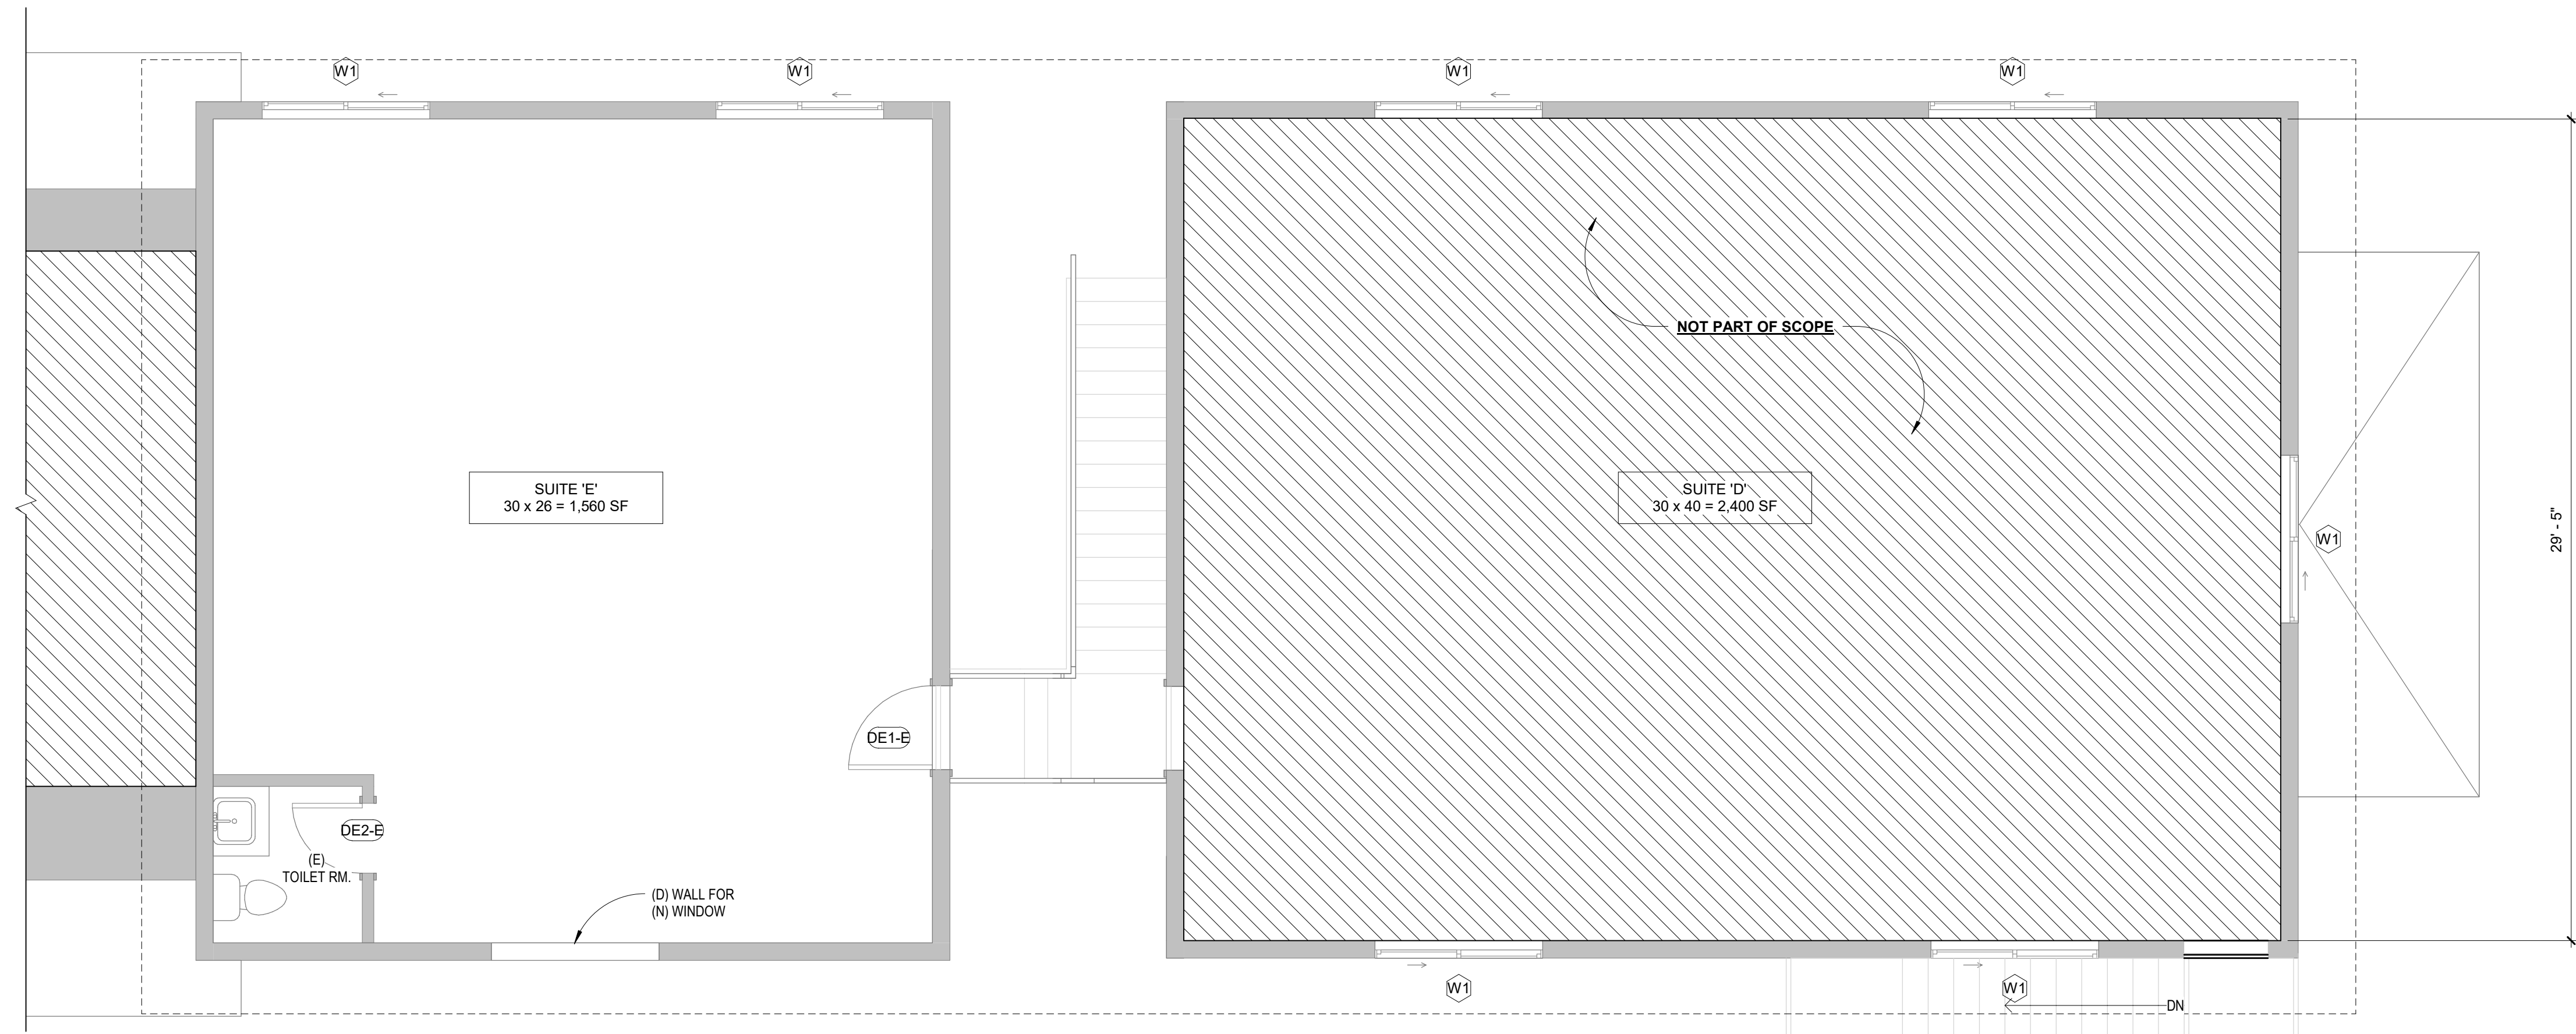 W1
W1
W1
W1
NOT PART OF SCOPE
SUITE 'E'
30 x 26 = 1,560 SF
SUITE 'D'
30 x 40 = 2,400 SF
29' - 5"
W1
DE1-E
DE2-E
(E)
TOILET RM.
(D) WALL FOR
(N) WINDOW
W1
W1
DN